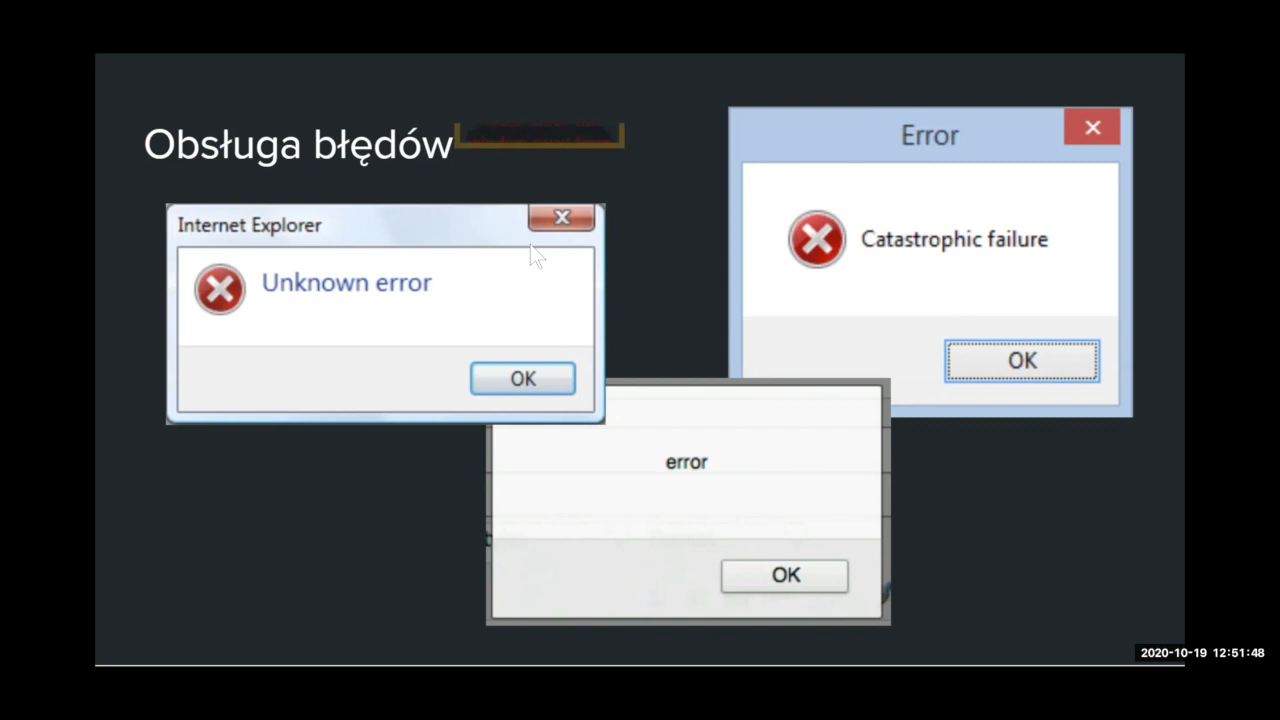 Obsługa błędów
Error
Internet Explorer
Unknown error
Catastrophic failure
OK
OK
error
OK
2020-10-19 12:51:48